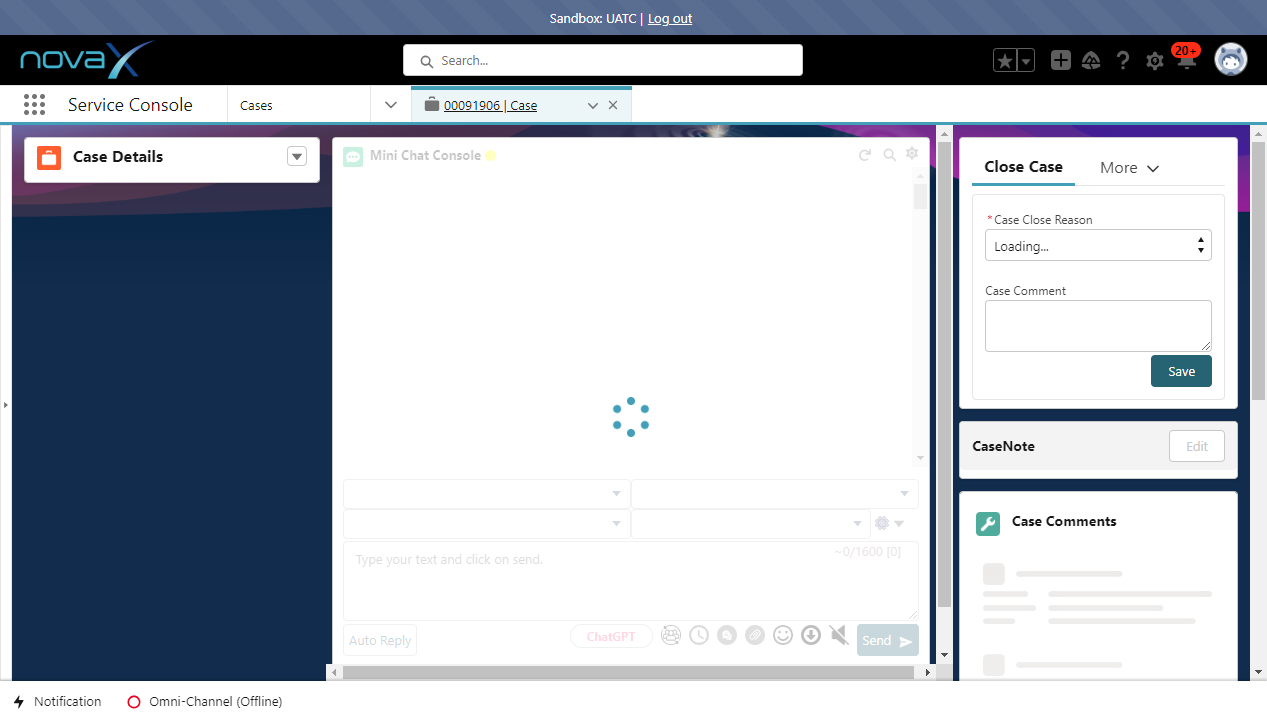 Sandbox: UATC | Log out
novaX
Search...
20+
Service Console
Cases
00091906 | Case
Case Details
Mini Chat Console
Type your text and click on send.
~0/1600 [0]
Auto Reply
ChatGPT
Send
Close Case
More
*Case Close Reason
Loading...
Case Comment
Save
CaseNote
Edit
Case Comments
Notification
Omni-Channel (Offline)